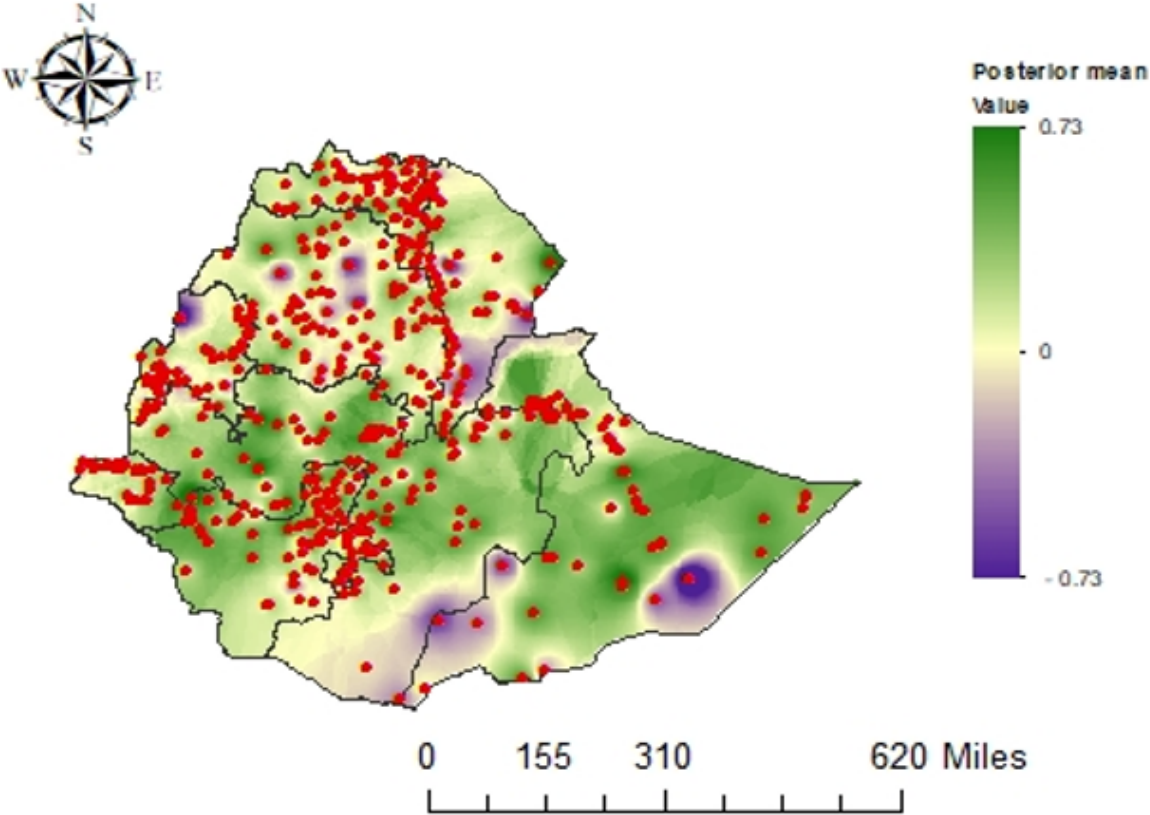 N
W E
S
Posterior mean
Value
0.73
0
- 0.73
0 155 310 620 Miles